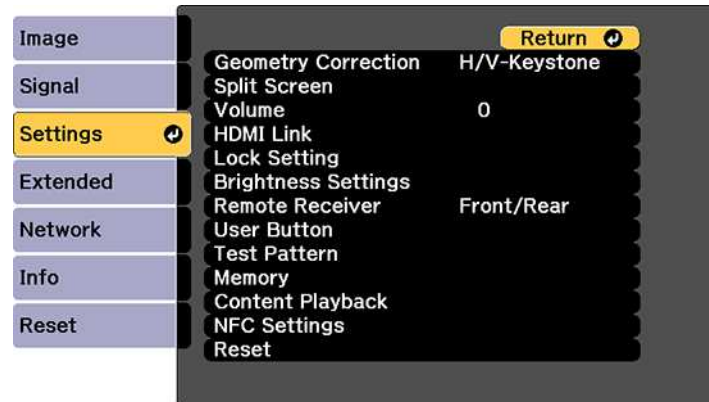 Image
Signal
Settings
Extended
Network
Info
Reset
Return
Geometry Correction H/V-Keystone
Split Screen
Volume 0
HDMI Link
Lock Setting
Brightness Settings
Remote Receiver Front/Rear
User Button
Test Pattern
Memory
Content Playback
NFC Settings
Reset